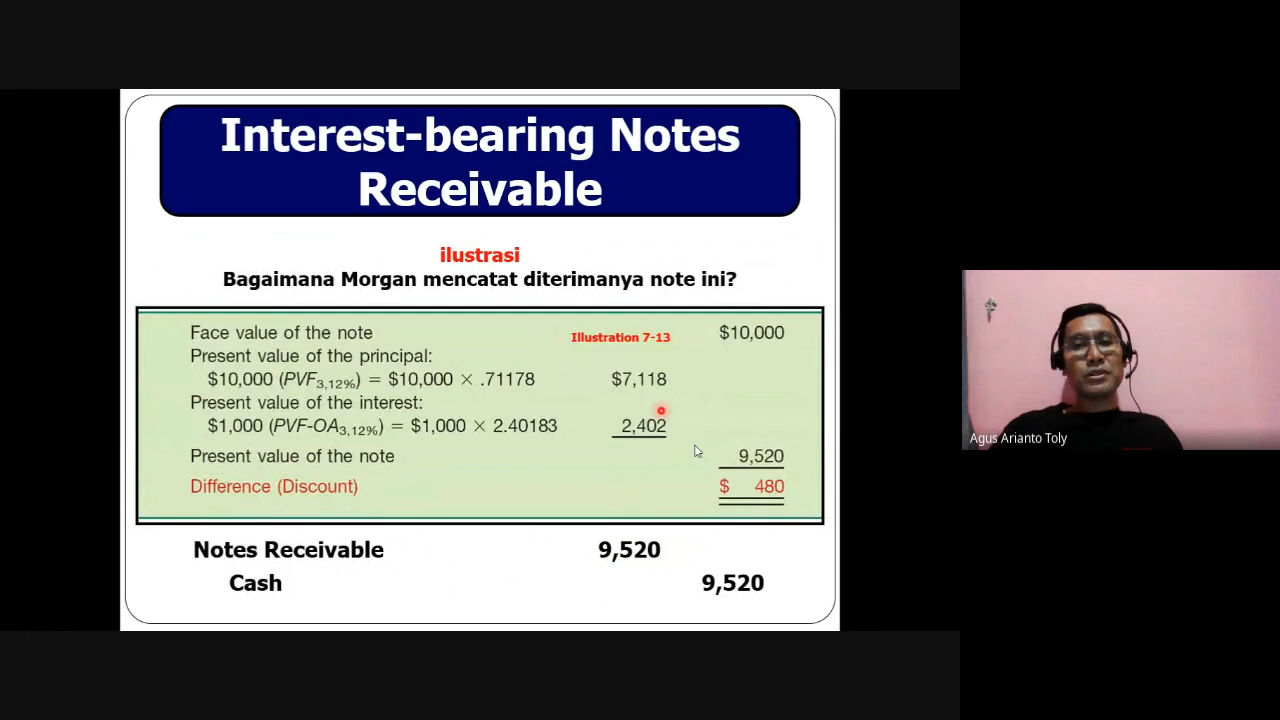 Interest-bearing Notes
Receivable
ilustrasi
Bagaimana Morgan mencatat diterimanya note ini?
Face value of the note Illustration 7-13 $10,000
Present value of the principal:
$10,000 (PVF3,12%) = $10,000 × .71178 $7,118
Present value of the interest:
$1,000 (PVF-OA3,12%) = $1,000 × 2.40183 2,402
Present value of the note 9,520
Difference (Discount) $ 480
Notes Receivable 9,520
Cash 9,520
Agus Arianto Toly